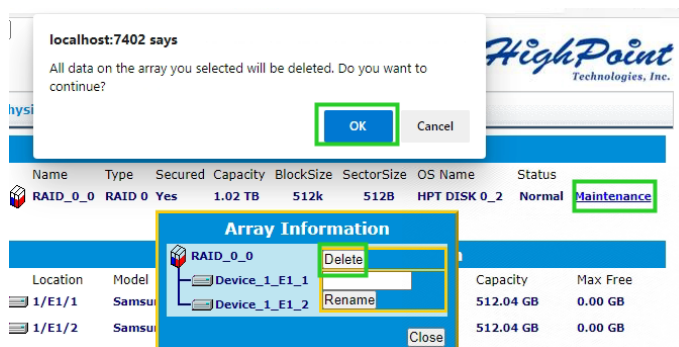 localhost:7402 says
All data on the array you selected will be deleted. Do you want to
continue?
OK Cancel
HighPoint
Technologies, Inc.
Name Type Secured Capacity BlockSize SectorSize OS Name Status
RAID_0_0 RAID 0 Yes 1.02 TB 512k 512B HPT DISK 0_2 Normal Maintenance
Array Information
RAID_0_0 Delete
Device_1_E1_1
Device_1_E1_2 Rename
Close
Location Model Capacity Max Free
1/E1/1 512.04 GB 0.00 GB
1/E1/2 512.04 GB 0.00 GB